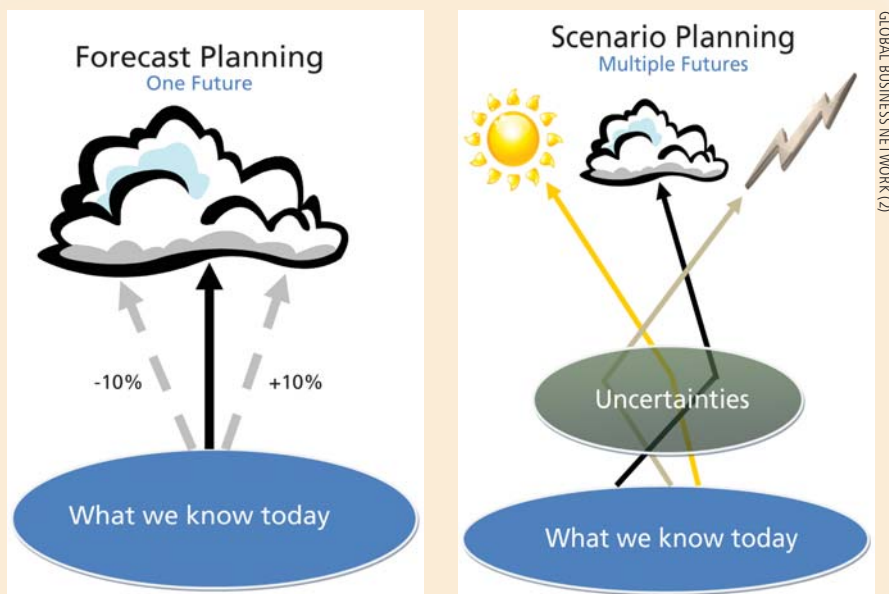 Forecast Planning
One Future
-10%
+10%
What we know today
Scenario Planning
Multiple Futures
Uncertainties
What we know today
GLOBAL BUSINESS NETWORK (2)